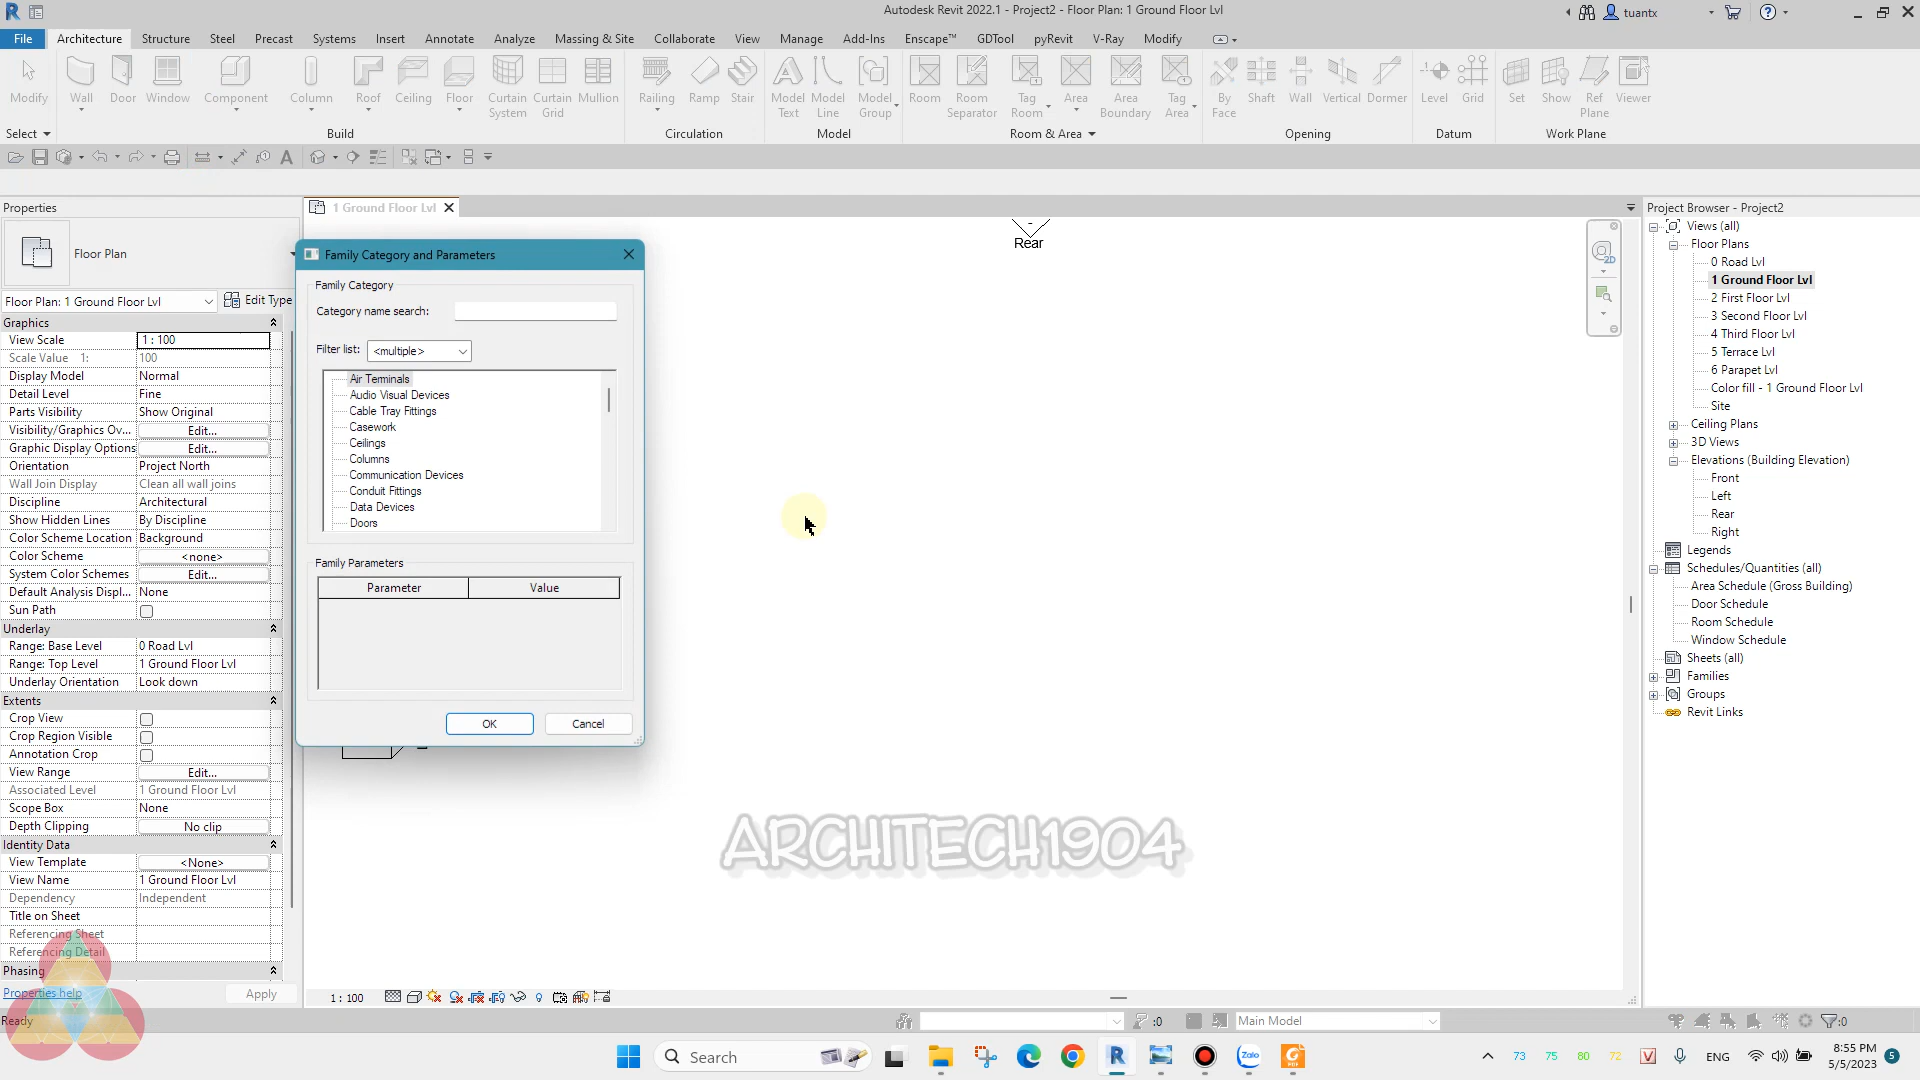 Autodesk Revit 2022.1 - Project2 - Floor Plan: 1 Ground Floor Lvl
tuantx
File Architecture Structure Steel Precast Systems Insert Annotate Analyze Massing & Site Collaborate View Manage Add-Ins Enscape™ GDTool pyRevit V-Ray Modify
Modify Wall Door Window Component Column Roof Ceiling Floor Curtain System Curtain Grid Mullion Railing Ramp Stair Model Text Model Line Model Group Room Room Separator Tag Room Area Area Boundary Tag Area By Face Shaft Wall Vertical Dormer Level Grid Set Show Ref Plane Viewer
Select Build Circulation Model Room & Area Opening Datum Work Plane
Properties
Floor Plan
Floor Plan: 1 Ground Floor Lvl Edit Type
Graphics
View Scale 1 : 100
Scale Value 1: 100
Display Model Normal
Detail Level Fine
Parts Visibility Show Original
Visibility/Graphics Ov... Edit...
Graphic Display Options Edit...
Orientation Project North
Wall Join Display Clean all wall joins
Discipline Architectural
Show Hidden Lines By Discipline
Color Scheme Location Background
Color Scheme <none>
System Color Schemes Edit...
Default Analysis Displ... None
Sun Path
Underlay
Range: Base Level 0 Road Lvl
Range: Top Level 1 Ground Floor Lvl
Underlay Orientation Look down
Extents
Crop View
Crop Region Visible
Annotation Crop
View Range Edit...
Associated Level 1 Ground Floor Lvl
Scope Box None
Depth Clipping No clip
Identity Data
View Template <None>
View Name 1 Ground Floor Lvl
Dependency Independent
Title on Sheet
Referencing Sheet
Referencing Detail
Phasing
Properties help Apply
Ready
1 Ground Floor Lvl
Rear
2D
Family Category and Parameters
Family Category
Category name search:
Filter list: <multiple>
Air Terminals
Audio Visual Devices
Cable Tray Fittings
Casework
Ceilings
Columns
Communication Devices
Conduit Fittings
Data Devices
Doors
Family Parameters
Parameter Value
OK Cancel
ARCHITECH1904
1 : 100
:0 Main Model :0
Project Browser - Project2
Views (all)
Floor Plans
0 Road Lvl
1 Ground Floor Lvl
2 First Floor Lvl
3 Second Floor Lvl
4 Third Floor Lvl
5 Terrace Lvl
6 Parapet Lvl
Color fill - 1 Ground Floor Lvl
Site
Ceiling Plans
3D Views
Elevations (Building Elevation)
Front
Left
Rear
Right
Legends
Schedules/Quantities (all)
Area Schedule (Gross Building)
Door Schedule
Room Schedule
Window Schedule
Sheets (all)
Families
Groups
Revit Links
Search
Zalo
73 75 80 72 V ENG 8:55 PM 5
5/5/2023